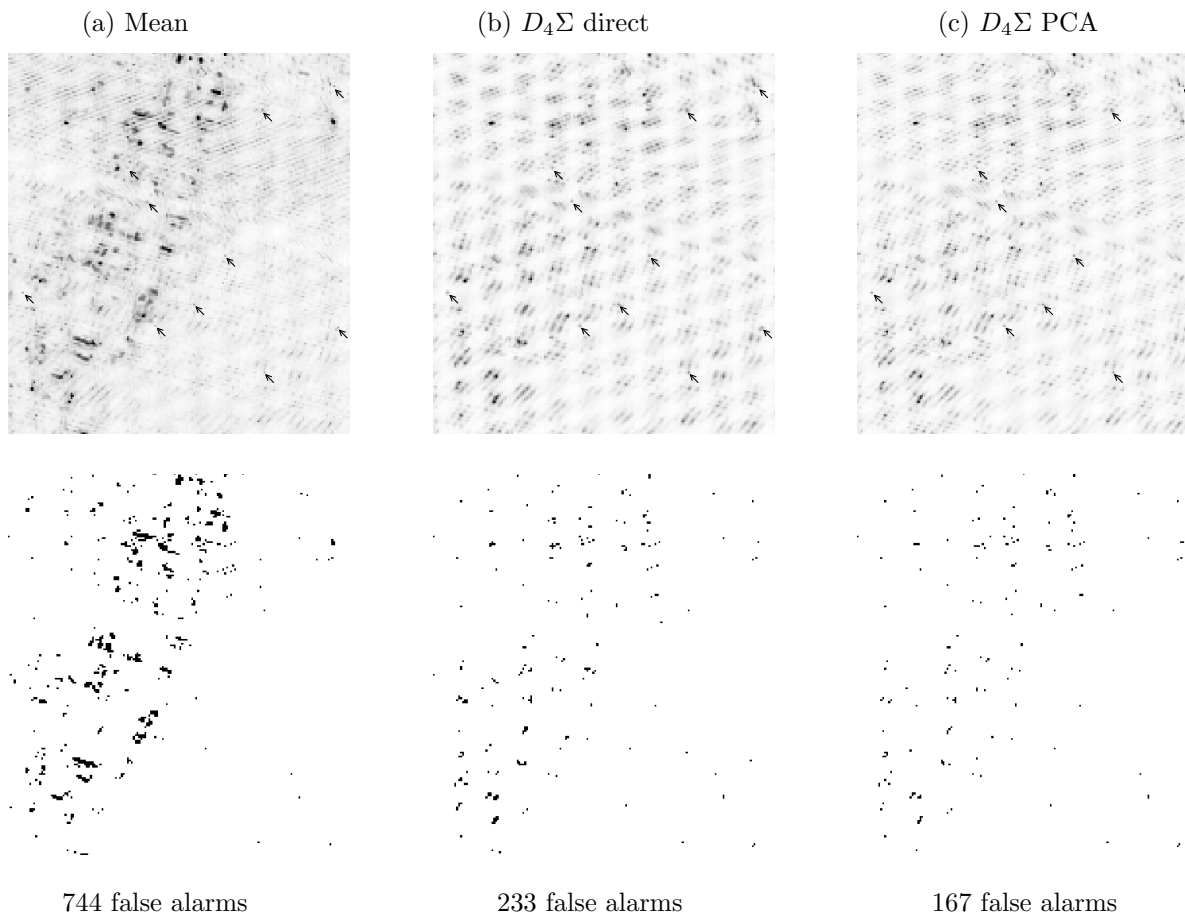 (a) Mean
(b) D₄Σ direct
(c) D₄Σ PCA
744 false alarms
233 false alarms
167 false alarms